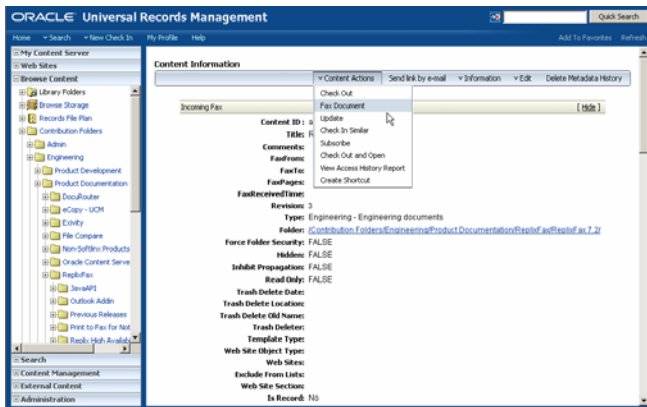 ORACLE Universal Records Management
Quick Search
Home Search New Check In My Profile Help Add To Favorites Refresh
My Content Server
Web Sites
Browse Content
Library Folders
Browse Storage
Records File Plan
Contribution Folders
Admin
Engineering
Product Development
Product Documentation
DocuRouter
eCopy - UCM
Exivity
File Compare
Non-Softlinx Products
Oracle Content Serve
ReplixFax
JavaAPI
Outlook Addin
Previous Releases
Print to Fax for Not
Replix High Availab
Search
Content Management
External Content
Administration
Content Information
Content Actions Send link by e-mail Information Edit Delete Metadata History
Check Out
Fax Document
Update
Check In Similar
Subscribe
Check Out and Open
View Access History Report
Create Shortcut
Incoming Fax [ Hide ]
Content ID: a
Title: R
Comments:
FaxFrom:
FaxTo:
FaxPages:
FaxReceivedTime:
Revision: 3
Type: Engineering - Engineering documents
Folder: /Contribution Folders/Engineering/Product Documentation/ReplixFax/ReplixFax 7.2/
Force Folder Security: FALSE
Hidden: FALSE
Inhibit Propagation: FALSE
Read Only: FALSE
Trash Delete Date:
Trash Delete Location:
Trash Delete Old Name:
Trash Deleter:
Template Type:
Web Site Object Type:
Web Sites:
Exclude From Lists:
Web Site Section:
Is Record: No